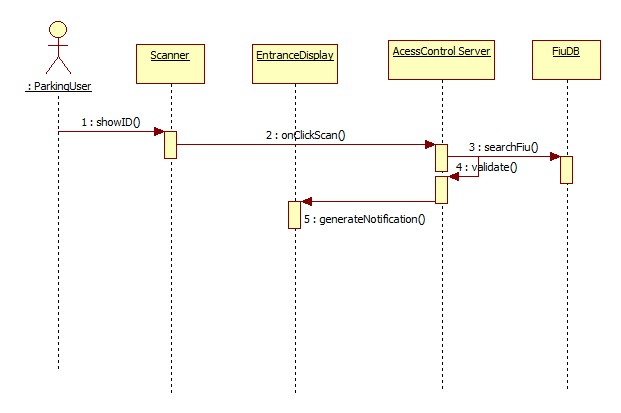 Scanner
EntranceDisplay
AcessControl Server
FiuDB
: ParkingUser
1 : showID()
2 : onClickScan()
3 : searchFiu()
4 : validate()
5 : generateNotification()